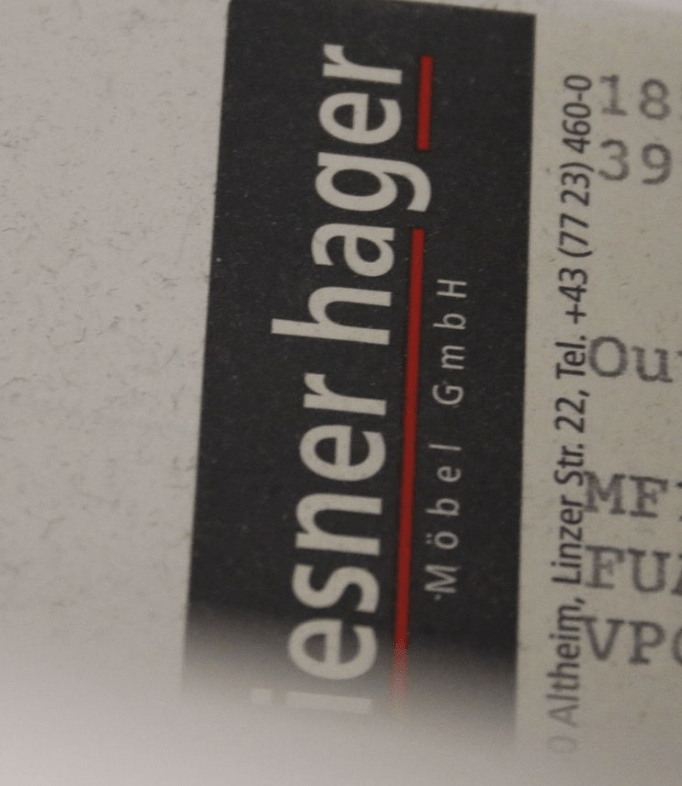 iesner hager
Möbel GmbH
0 Altheim, Linzer Str. 22, Tel. +43 (77 23) 460-0
18
39
Ou
MF
FU
VP